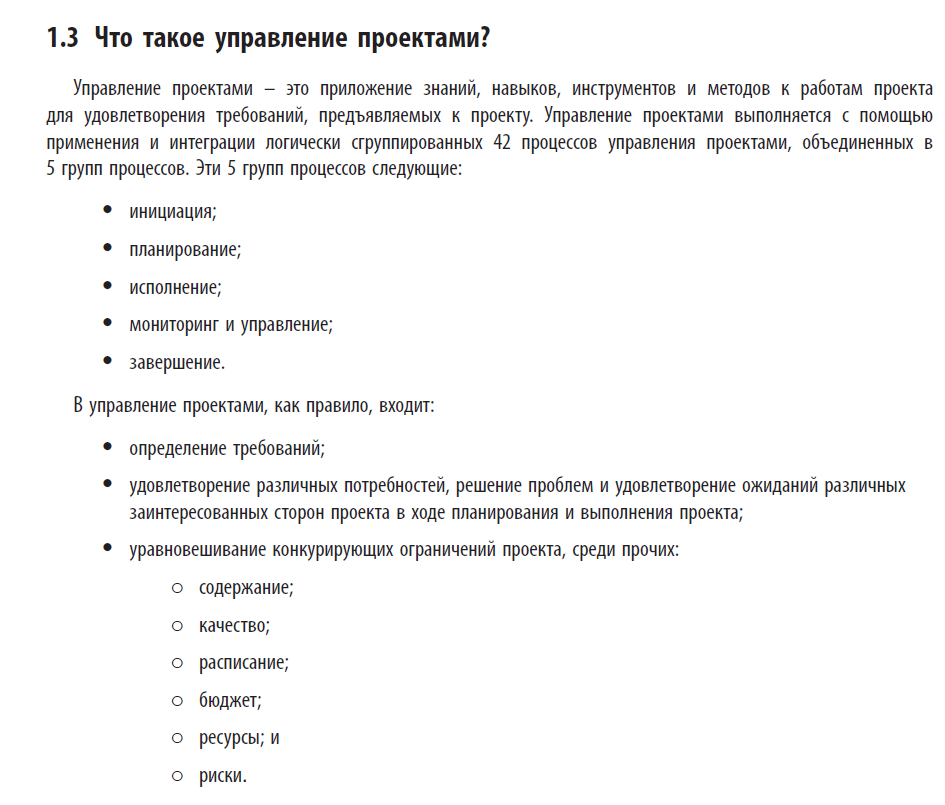 1.3 Что такое управление проектами?
Управление проектами – это приложение знаний, навыков, инструментов и методов к работам проекта
для удовлетворения требований, предъявляемых к проекту. Управление проектами выполняется с помощью
применения и интеграции логически сгруппированных 42 процессов управления проектами, объединенных в
5 групп процессов. Эти 5 групп процессов следующие:
• инициация;
• планирование;
• исполнение;
• мониторинг и управление;
• завершение.
В управление проектами, как правило, входит:
• определение требований;
• удовлетворение различных потребностей, решение проблем и удовлетворение ожиданий различных
заинтересованных сторон проекта в ходе планирования и выполнения проекта;
• уравновешивание конкурирующих ограничений проекта, среди прочих:
○ содержание;
○ качество;
○ расписание;
○ бюджет;
○ ресурсы; и
○ риски.